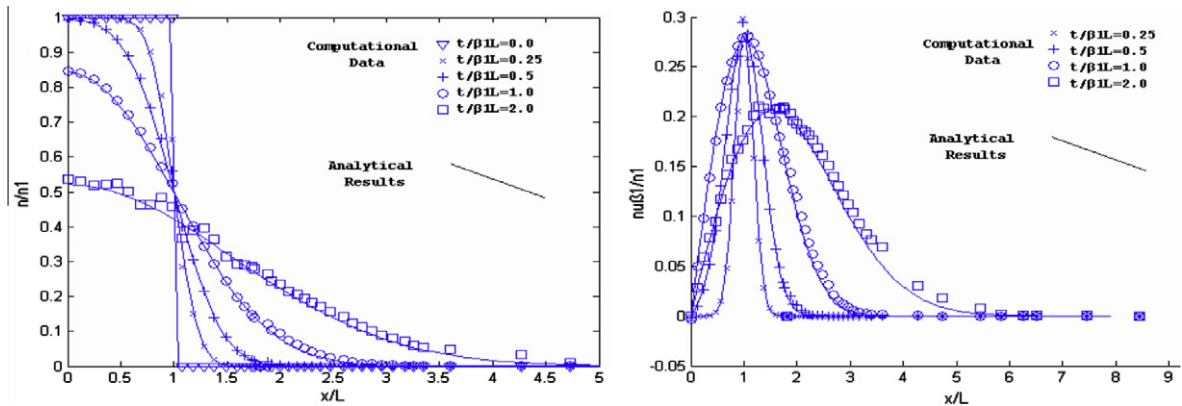 Computational
Data
t/β1L=0.0
t/β1L=0.25
t/β1L=0.5
t/β1L=1.0
t/β1L=2.0
Analytical
Results
n/n1
1
0.9
0.8
0.7
0.6
0.5
0.4
0.3
0.2
0.1
0
0 0.5 1 1.5 2 2.5 3 3.5 4 4.5 5
x/L
Computational
Data
t/β1L=0.25
t/β1L=0.5
t/β1L=1.0
t/β1L=2.0
Analytical
Results
nuß1/n1
0.3
0.25
0.2
0.15
0.1
0.05
0
-0.05
0 1 2 3 4 5 6 7 8 9
x/L